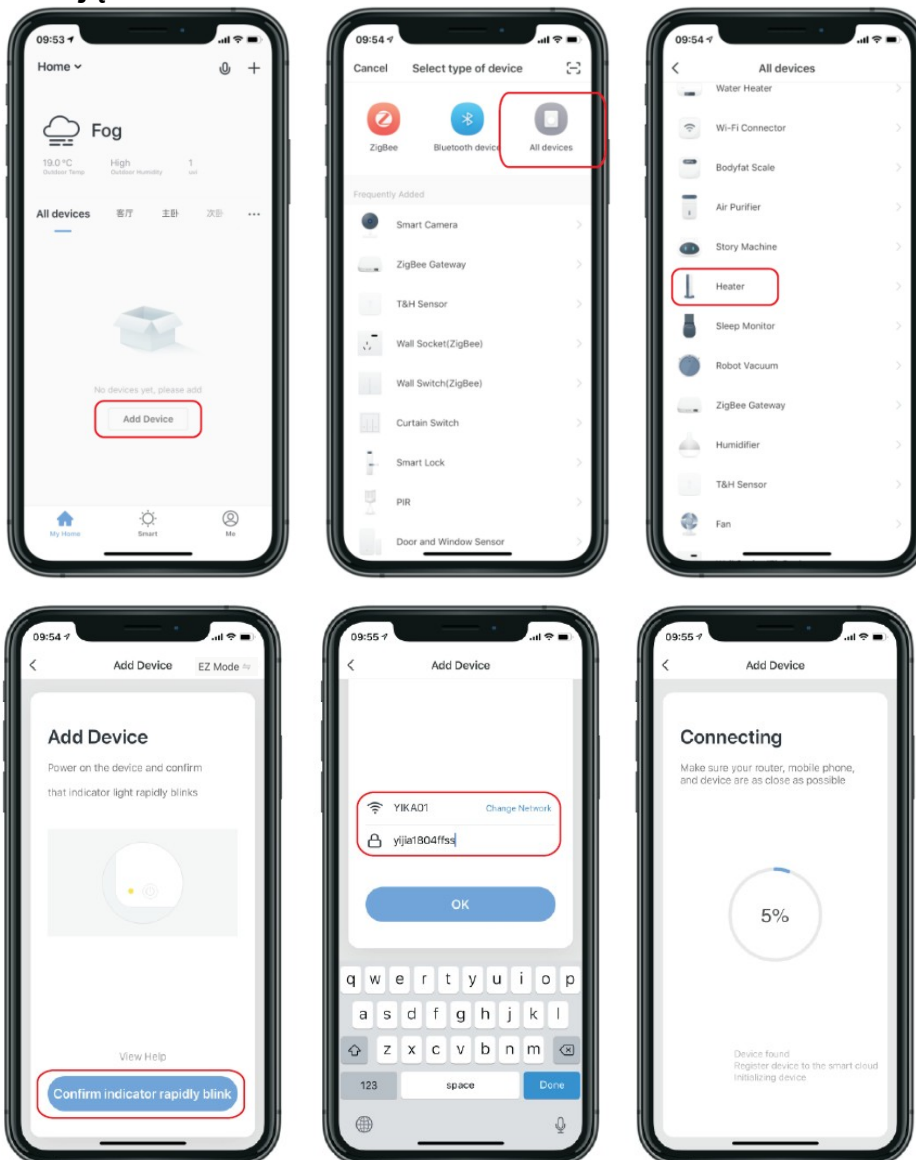 09:53
Home
Fog
19.0 °C High 1
Outdoor Temp Outdoor Humidity
All devices 客厅 主卧 次卧 •••
No devices yet, please add
Add Device
My Home Smart Me
09:54
Cancel Select type of device
ZigBee Bluetooth device All devices
Frequently Added
Smart Camera
ZigBee Gateway
T&H Sensor
Wall Socket(ZigBee)
Wall Switch(ZigBee)
Curtain Switch
Smart Lock
PIR
Door and Window Sensor
09:54
All devices
Water Heater
Wi-Fi Connector
Bodyfat Scale
Air Purifier
Story Machine
Heater
Sleep Monitor
Robot Vacuum
ZigBee Gateway
Humidifier
T&H Sensor
Fan
09:54
Add Device EZ Mode
Add Device
Power on the device and confirm
that indicator light rapidly blinks
View Help
Confirm indicator rapidly blink
09:55
Add Device
YIKA01 Change Network
yijia1804ffss
OK
q w e r t y u i o p
a s d f g h j k l
z x c v b n m
123 space Done
09:55
Add Device
Connecting
Make sure your router, mobile phone,
and device are as close as possible
5%
Device found
Register device to the smart cloud
Initializing device